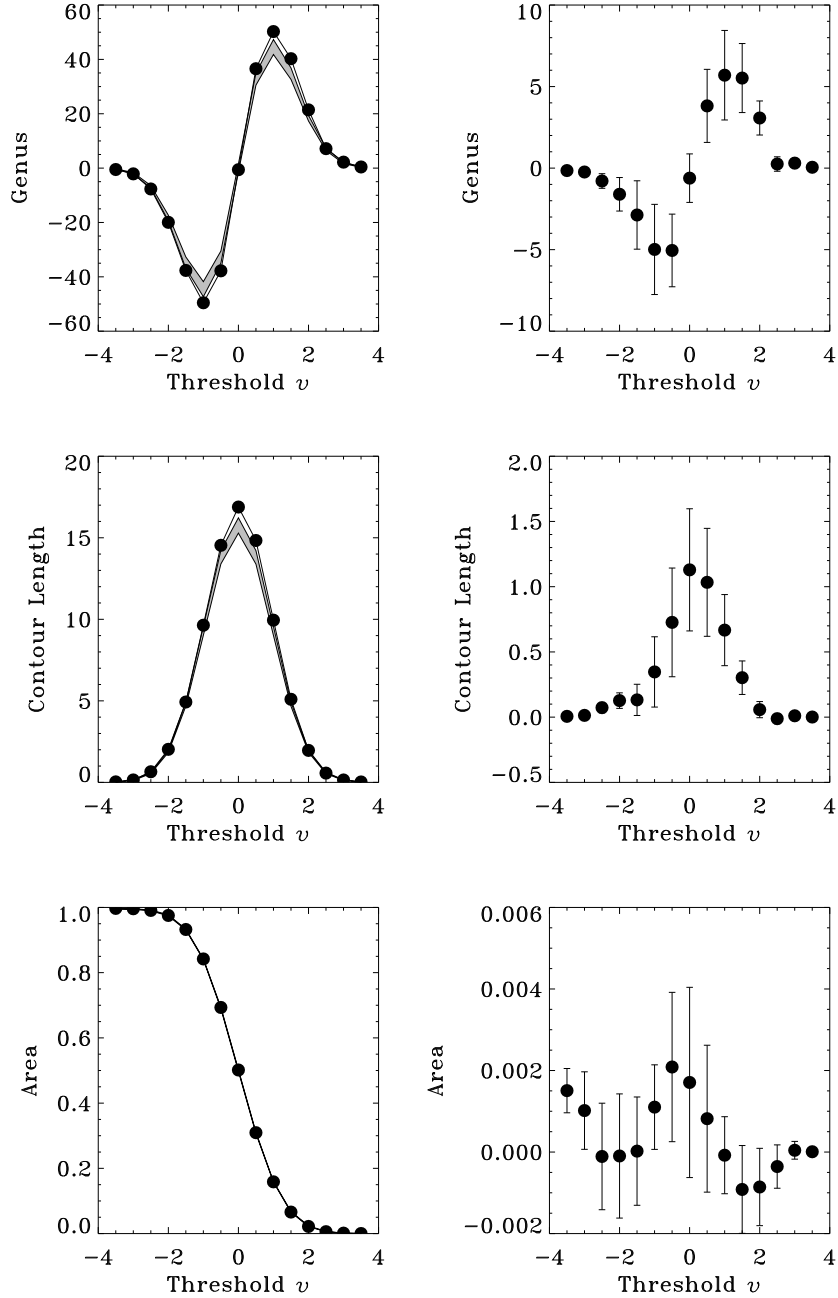 60
40
20
0
−20
−40
−60
Genus
−4 −2 0 2 4
Threshold ν
10
5
0
−5
−10
Genus
−4 −2 0 2 4
Threshold ν
20
15
10
5
0
Contour Length
−4 −2 0 2 4
Threshold ν
2.0
1.5
1.0
0.5
0.0
−0.5
Contour Length
−4 −2 0 2 4
Threshold ν
1.0
0.8
0.6
0.4
0.2
0.0
Area
−4 −2 0 2 4
Threshold ν
0.006
0.004
0.002
0.000
−0.002
Area
−4 −2 0 2 4
Threshold ν